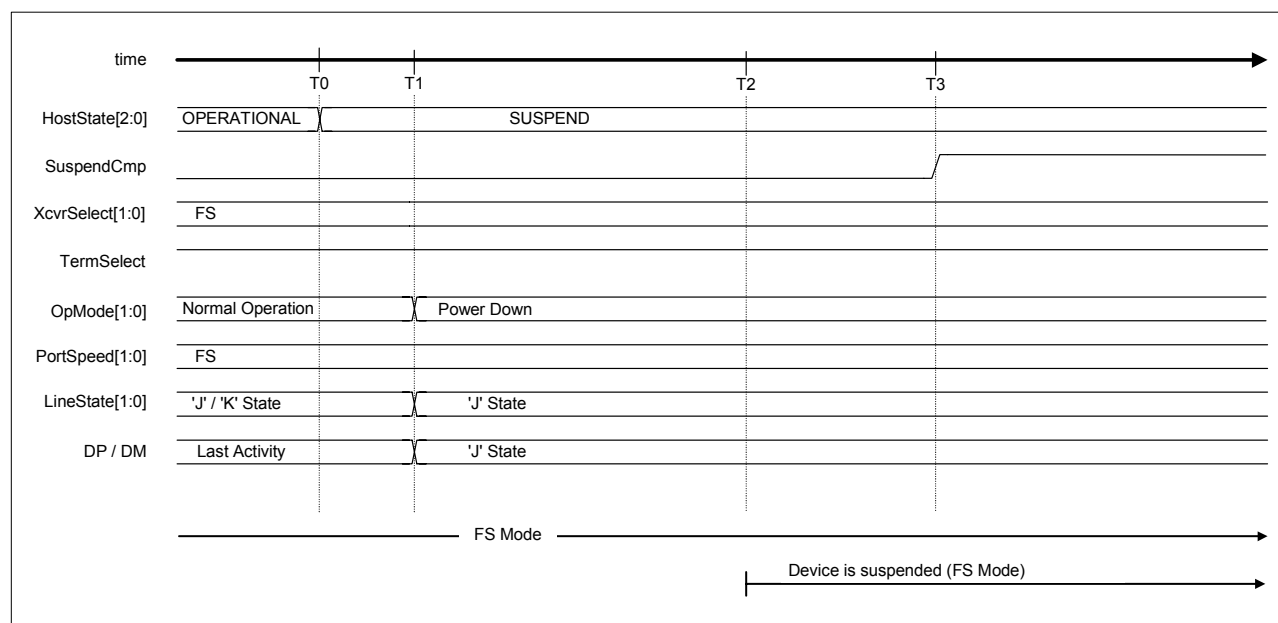 time
T0 T1 T2 T3
HostState[2:0] OPERATIONAL SUSPEND
SuspendCmp
XcvrSelect[1:0] FS
TermSelect
OpMode[1:0] Normal Operation Power Down
PortSpeed[1:0] FS
LineState[1:0] 'J' / 'K' State 'J' State
DP / DM Last Activity 'J' State
FS Mode
Device is suspended (FS Mode)